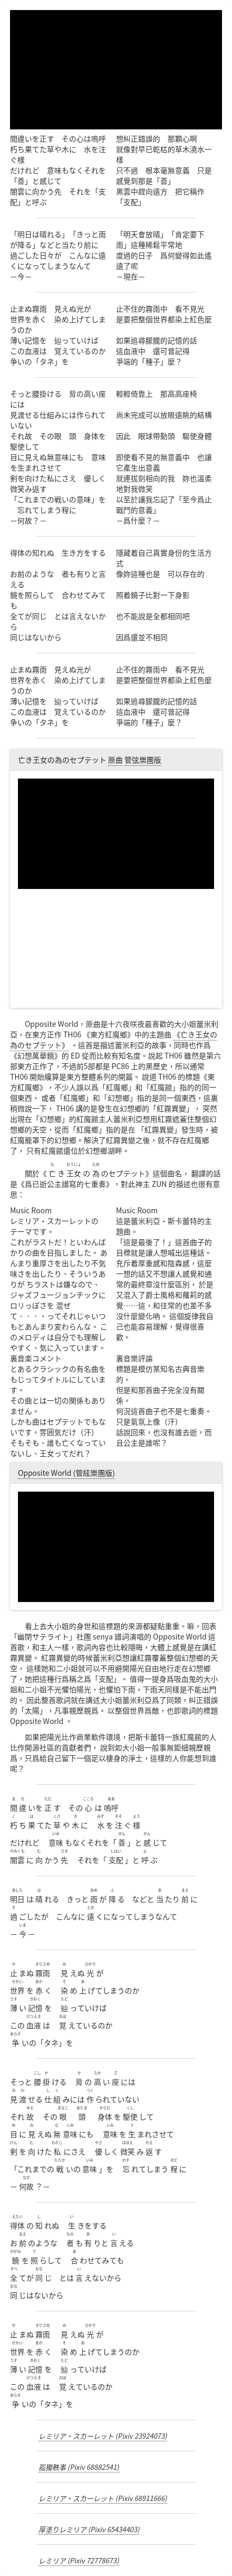 間違いを正す　その心は嗚呼
朽ち果てた草や木に　水を注ぐ様
だけれど　意味もなくそれを「善」と感じて
闇雲に向かう先　それを「支配」と呼ぶ
想糾正錯誤的　那顆心啊
就像對早已乾枯的草木澆水一樣
只不過　根本毫無意義　只是感覺到那是「善」
黑雲中趕向遠方　把它稱作「支配」
「明日は晴れる」「きっと雨が降る」などと当たり前に
過ごした日々が　こんなに遠くになってしまうなんて
－今－
「明天會放晴」　「肯定要下雨」這種稀鬆平常地
度過的日子　爲何變得如此遙遠了呢
－現在－
止まぬ霧雨　見えぬ光が
世界を赤く　染め上げてしまうのか
薄い記憶を　辿っていけば
この血液は　覚えているのか
争いの「タネ」を
止不住的霧雨中　看不見光
是要把整個世界都染上紅色麼
如果追尋朦朧的記憶的話
這血液中　還可曾記得
爭端的「種子」麼？
そっと腰掛ける　背の高い座には
見渡せる仕組みには作られていない
それ故　その眼　頭　身体を駆使して
目に見えぬ無意味にも　意味を生まれさせて
剣を向けた私にさえ　優しく微笑み返す
「これまでの戦いの意味」を　忘れてしまう程に
－何故？－
輕輕倚靠上　那高高座椅
尚未完成可以放眼遠眺的結構
因此　眼球帶動頭　驅使身體
即使看不見的無意義中　也讓它產生出意義
就連拔劍相向的我　妳也溫柔地對我微笑
以至於讓我忘記了「至今爲止戰鬥的意義」
－爲什麼？－
得体の知れぬ　生き方をする
お前のような　者も有りと言える
鏡を照らして　合わせてみても
全てが同じ　とは言えないから
同じはないから
隱藏着自己真實身份的生活方式
像妳這種也是　可以存在的
照着鏡子比對一下身影
也不能說是全都相同吧
因爲還並不相同
止まぬ霧雨　見えぬ光が
世界を赤く　染め上げてしまうのか
薄い記憶を　辿っていけば
この血液は　覚えているのか
争いの「タネ」を
止不住的霧雨中　看不見光
是要把整個世界都染上紅色麼
如果追尋朦朧的記憶的話
這血液中　還可曾記得
爭端的「種子」麼？
亡き王女の為のセプテット 原曲 管弦樂團版
Opposite World，原曲是十六夜咲夜最喜歡的大小姐蕾米利亞，在東方正作 TH06 《東方紅魔郷》中的主題曲 《亡き王女の為のセプテット》 。這首是描述蕾米利亞的故事，同時也作爲《幻想萬華鏡》的 ED 從而比較有知名度。說起 TH06 雖然是第六部東方正作了，不過前5部都是 PC86 上的黑歷史，所以通常 TH06 開始纔算是東方整體系列的開篇。 說道 TH06 的標題《東方紅魔鄉》，不少人誤以爲「紅魔鄉」和「紅魔館」指的的同一個東西， 或者「紅魔鄉」和「幻想鄉」指的是同一個東西，這裏稍微說一下， TH06 講的是發生在幻想鄉的「紅霧異變」， 突然出現在「幻想鄉」的紅魔館主人蕾米利亞想用紅霧遮蓋住整個幻想鄉的天空，從而「紅魔鄉」指的是在 「紅霧異變」發生時，被紅魔籠罩下的幻想鄉。解決了紅霧異變之後，就不存在紅魔鄉了， 只有紅魔館還位於幻想鄉湖畔。
關於《亡き王女の為のセプテット》這個曲名， 翻譯的話是《爲已逝公主譜寫的七重奏》，對此神主 ZUN 的描述也很有意思：
Music Room
レミリア・スカーレットのテーマです。
これがラストだ！といわんばかりの曲を目指しました。 あんまり重厚さを出したり不気味さを出したり、そういうありが ちラストは嫌なので、ジャズフュージョンチックにロリっぽさを 混ぜて・・・・ってそれじゃいつもとあんまり変わらんな。 このメロディは自分でも理解しやすく、気に入っています。
裏音楽コメント
とあるクラシックの有名曲をもじってタイトルにしています。
その曲とは一切の関係もありません。
しかも曲はセプテットでもないです。雰囲気だけ（汗）
そもそも、誰も亡くなっていないし、王女ってだれ？
Music Room
這是蕾米利亞・斯卡蕾特的主題曲。
「這是最後了！」這首曲子的目標就是讓人想喊出這種話。 充斥着厚重感和陰森感，這麼一想的話又不想讓人感覺和通常的最終章沒什麼區別， 於是又混入了爵士風格和蘿莉的感覺……這，和往常的也差不多沒什麼變化吶。 這個旋律我自己也能容易理解，覺得很喜歡。
裏音樂評論
標題是模仿某知名古典音樂的。
但是和那首曲子完全沒有關係。
何況這首曲子也不是七重奏。只是氣氛上像（汗）
話說回來，也沒有誰去逝，而且公主是誰呢？
Opposite World (管絃樂團版)
看上去大小姐的身世和這標題的來源都疑點重重。嘛，回表「幽閉サテライト」社團 senya 譜詞演唱的 Opposite World 這首歌，和主人一樣，歌詞內容也比較隱晦，大體上感覺是在講紅霧異變。 紅霧異變的時候蕾米利亞想讓紅霧覆蓋整個幻想鄉的天空， 這樣她和二小姐就可以不用避開陽光自由地行走在幻想鄉了，她把這種行爲稱之爲「支配」。 值得一提身爲吸血鬼的大小姐和二小姐不光懼怕陽光，也懼怕下雨，下雨天同樣是不能出門的。 因此整首歌詞就在講述大小姐蕾米利亞爲了同類，糾正錯誤的「太陽」，凡事親歷親爲。 以整個世界爲敵，也即歌詞的標題 Opposite World 。
如果把陽光比作商業軟件環境，把斯卡蕾特一族紅魔館的人比作開源社區的貢獻者們， 說到如大小姐一般事無鉅細親歷親爲，只爲給自己留下一個足以棲身的淨土，這樣的人你能想到誰呢？
間違いを正す　その心は嗚呼
朽ち果てた草や木に　水を注ぐ様
だけれど　意味もなくそれを「善」と感じて
闇雲に向かう先　それを「支配」と呼ぶ
明日は晴れる　きっと雨が降る　などと当たり前に
過ごしたが　こんなに遠くになってしまうなんて
－今－
止まぬ霧雨　見えぬ光が
世界を赤く　染め上げてしまうのか
薄い記憶を　辿っていけば
この血液は　覚えているのか
争いの「タネ」を
そっと腰掛ける　背の高い座には
見渡せる仕組みには作られていない
それ故　その眼　頭　身体を駆使して
目に見えぬ無意味にも　意味を生まれさせて
剣を向けた私にさえ　優しく微笑み返す
「これまでの戦いの意味」を　忘れてしまう程に
－何故？－
得体の知れぬ　生きをする
お前のような　者も有りと言える
鏡を照らして　合わせてみても
全てが同じ　とは言えないから
同じはないから
止まぬ霧雨　見えぬ光が
世界を赤く　染め上げてしまうのか
薄い記憶を　辿っていけば
この血液は　覚えているのか
争いの「タネ」を
レミリア・スカーレット (Pixiv 23924073)
孤獨執事 (Pixiv 68882541)
レミリア・スカーレット (Pixiv 68911666)
厚塗りレミリア (Pixiv 65434403)
レミリア (Pixiv 72778673)